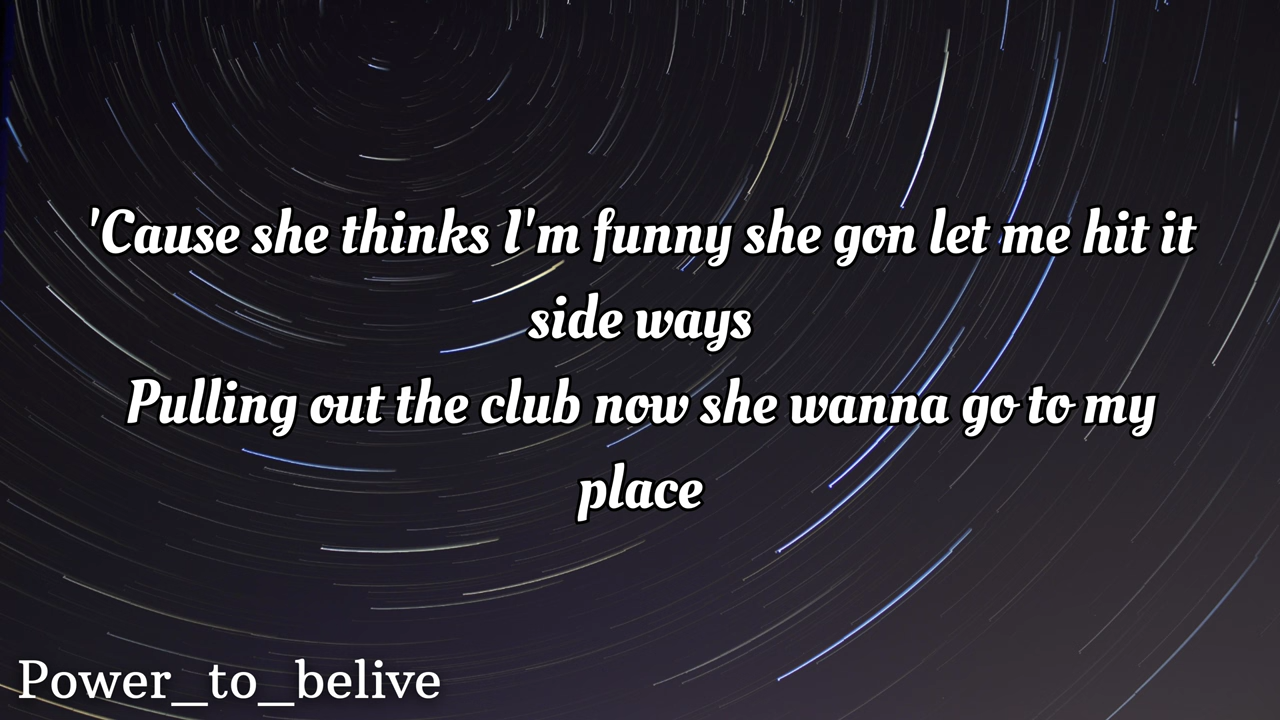 'Cause she thinks I'm funny she gon let me hit it
side ways
Pulling out the club now she wanna go to my
place
Power_to_belive